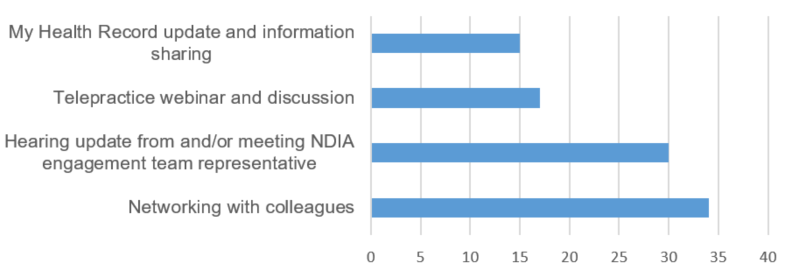 My Health Record update and information
sharing
Telepractice webinar and discussion
Hearing update from and/or meeting NDIA
engagement team representative
Networking with colleagues
0 5 10 15 20 25 30 35 40